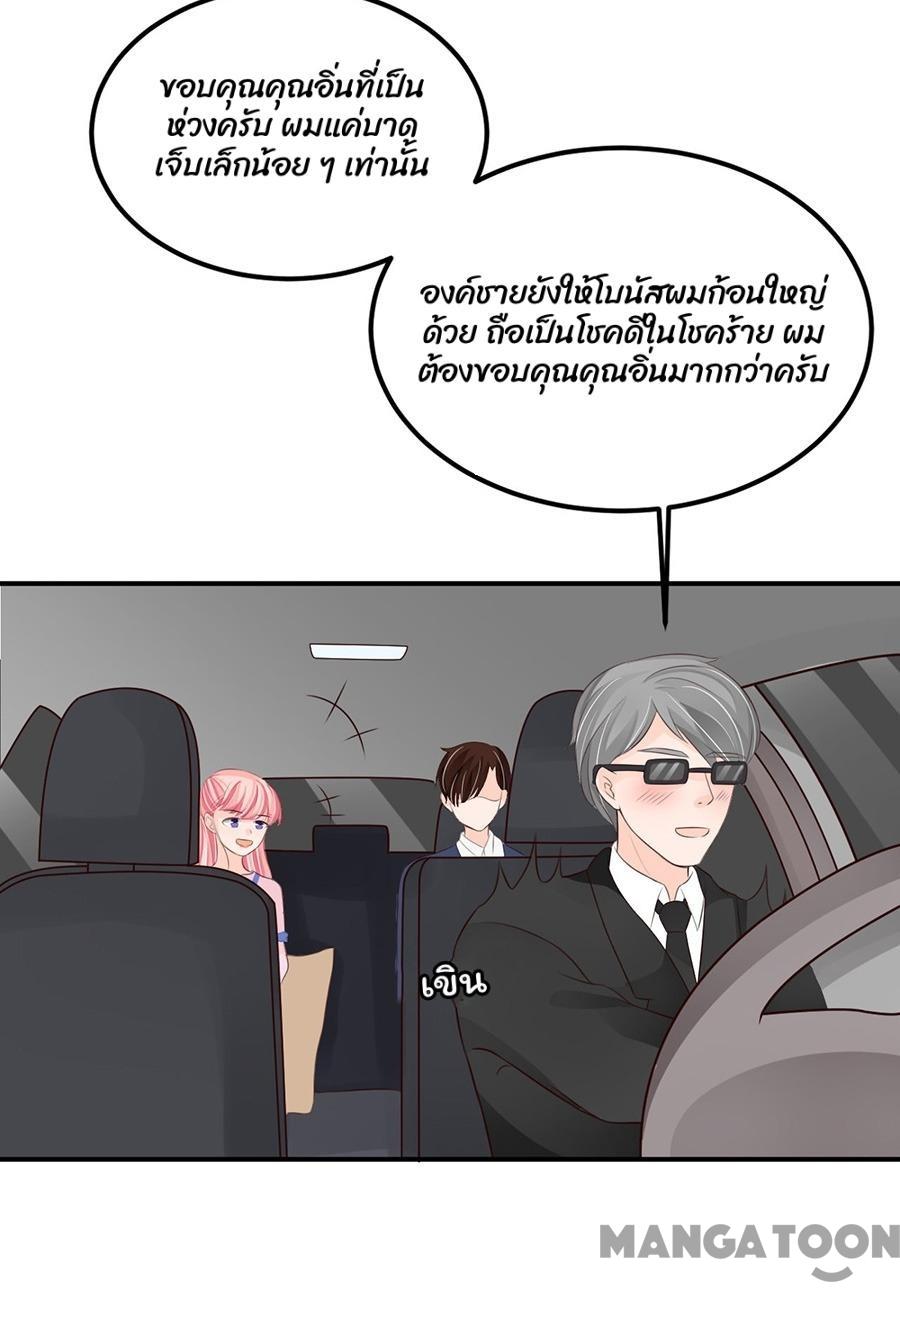 ขอบคุณคุณอิ่นที่เป็น
ห่วงครับ ผมแค่บาด
เจ็บเล็กน้อย ๆ เท่านั้น
องค์ชายยังให้โบนัสผมก้อนใหญ่
ด้วย ถือเป็นโชคดีในโชคร้าย ผม
ต้องขอบคุณคุณอิ่นมากกว่าครับ
เขิน
MANGATOON